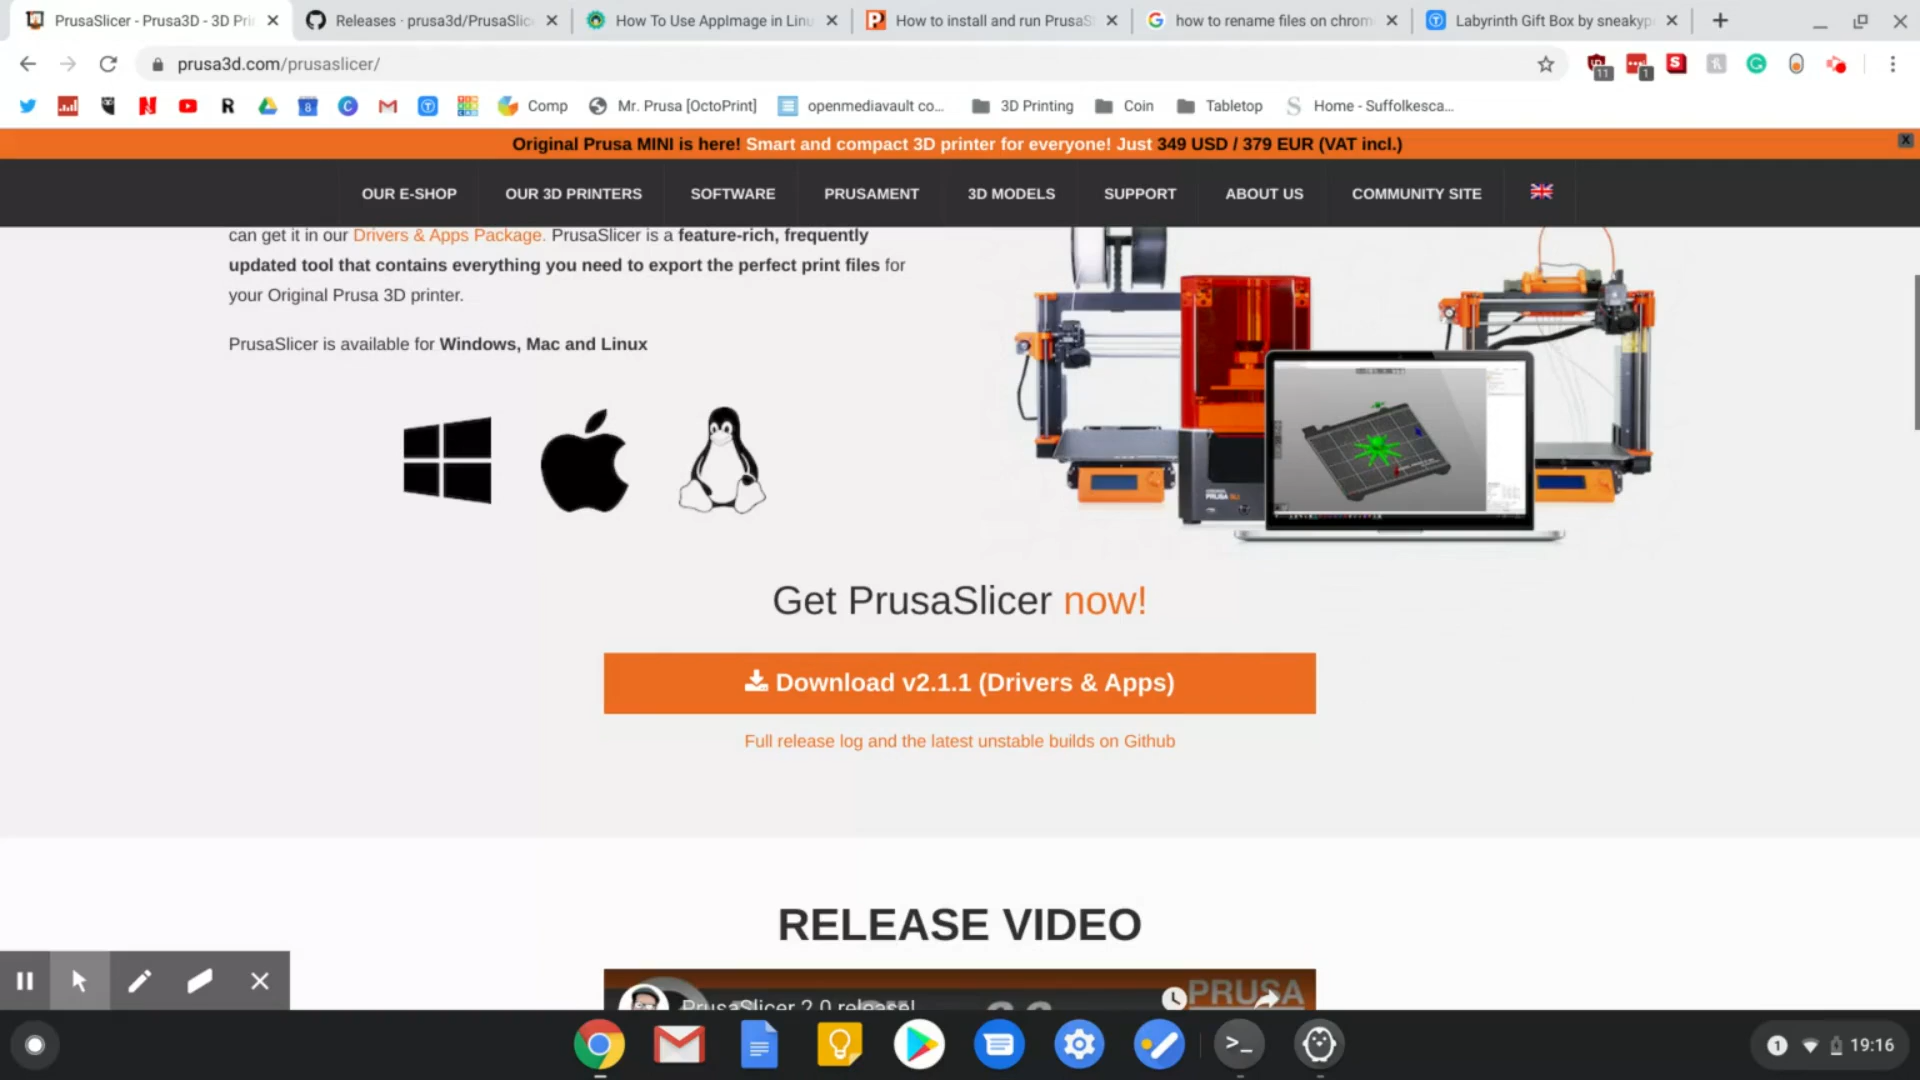 PrusaSlicer - Prusa3D - 3D Pri
Releases · prusa3d/PrusaSlic
How To Use AppImage in Linu
How to install and run PrusaS
how to rename files on chrom
Labyrinth Gift Box by sneakyp
prusa3d.com/prusaslicer/
11
1
Comp
Mr. Prusa [OctoPrint]
openmediavault co...
3D Printing
Coin
Tabletop
Home - Suffolkesca...
Original Prusa MINI is here! Smart and compact 3D printer for everyone! Just 349 USD / 379 EUR (VAT incl.)
X
OUR E-SHOP
OUR 3D PRINTERS
SOFTWARE
PRUSAMENT
3D MODELS
SUPPORT
ABOUT US
COMMUNITY SITE
can get it in our Drivers & Apps Package. PrusaSlicer is a feature-rich, frequently
updated tool that contains everything you need to export the perfect print files for
your Original Prusa 3D printer.
PrusaSlicer is available for Windows, Mac and Linux
Get PrusaSlicer now!
Download v2.1.1 (Drivers & Apps)
Full release log and the latest unstable builds on Github
RELEASE VIDEO
PrusaSlicer 2.0 release!
PRUSA
1
19:16